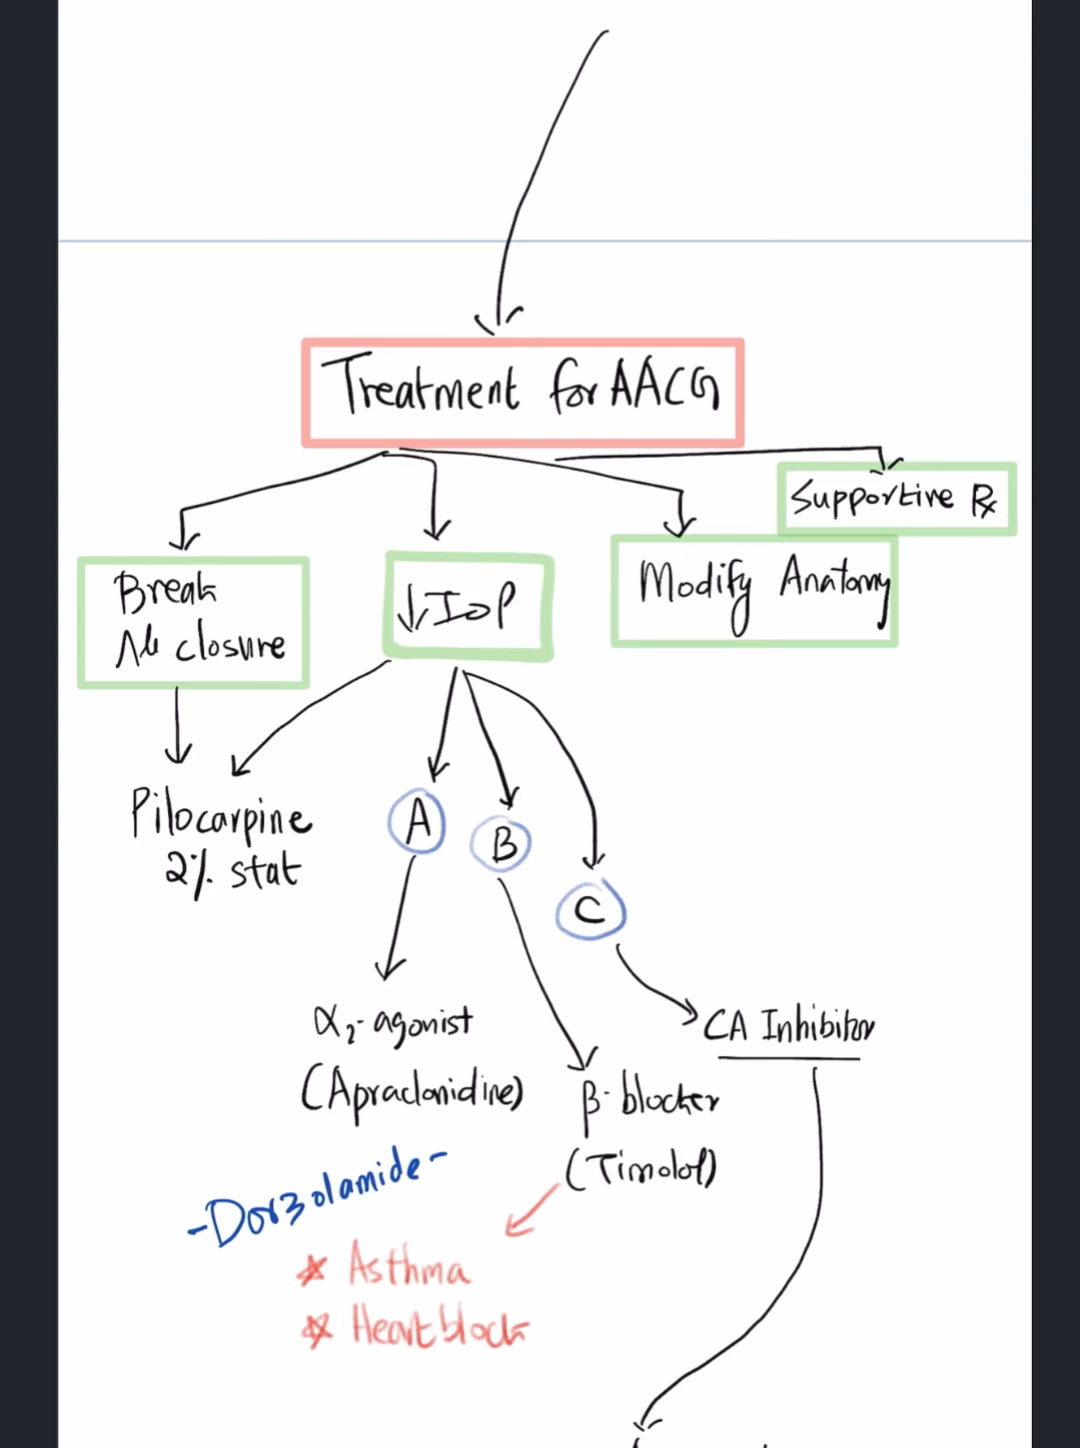 Treatment for AACG
Supportive Rx
Break
closure
↓IOP
Modify Anatomy
Pilocarpine
2% stat
A
B
C
α2-agonist
(Apraclonidine)
CA Inhibitor
β-blocker
(Timolol)
-Dorzolamide-
* Asthma
* Heart block